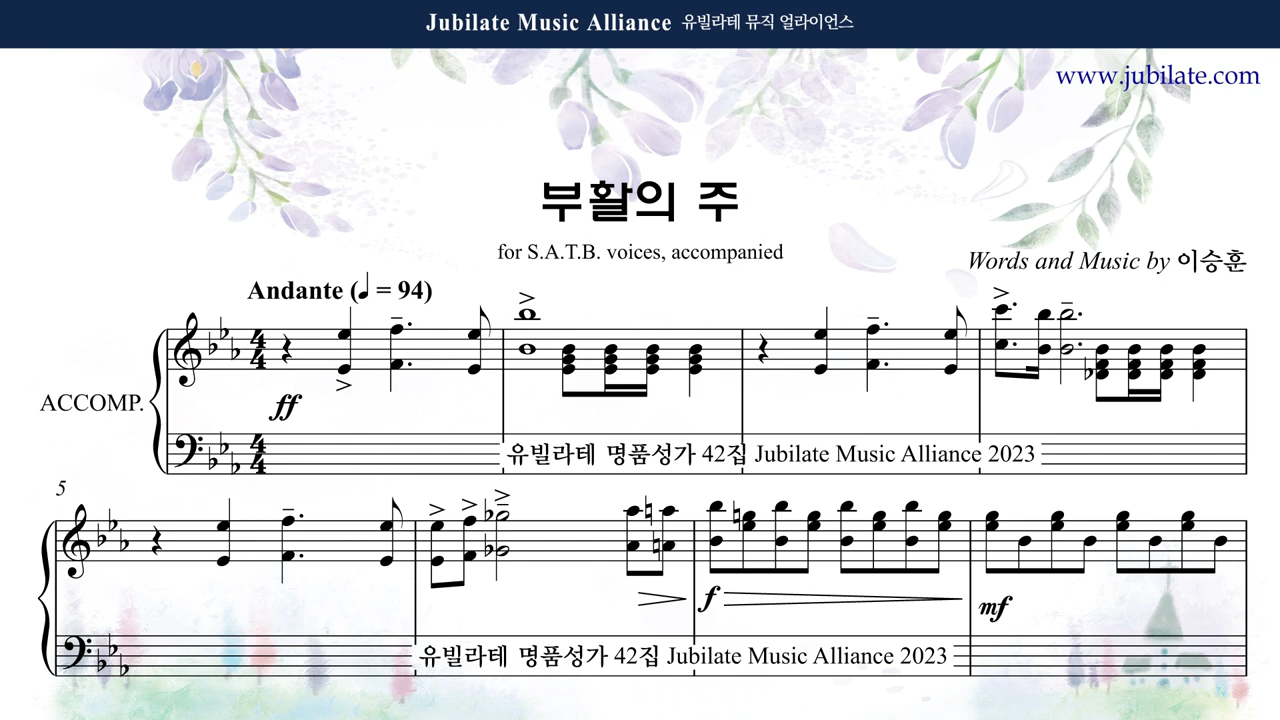 Jubilate Music Alliance 유빌라테 뮤직 얼라이언스
www.jubilate.com
부활의 주
for S.A.T.B. voices, accompanied
Words and Music by 이승훈
Andante (♩ = 94)
ff
ACCOMP.
유빌라테 명품성가 42집 Jubilate Music Alliance 2023
5
f
mf
유빌라테 명품성가 42집 Jubilate Music Alliance 2023